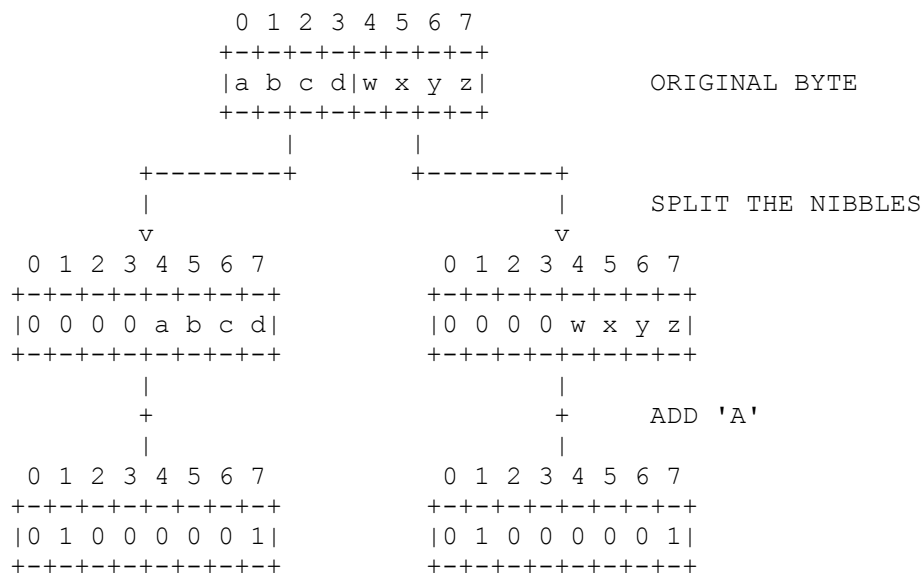 0 1 2 3 4 5 6 7
                +-+-+-+-+-+-+-+-+
                |a b c d|w x y z|          ORIGINAL BYTE
                +-+-+-+-+-+-+-+-+
                    |       |
           +--------+       +--------+
           |                         |     SPLIT THE NIBBLES
           v                         v
    0 1 2 3 4 5 6 7           0 1 2 3 4 5 6 7
   +-+-+-+-+-+-+-+-+         +-+-+-+-+-+-+-+-+
   |0 0 0 0 a b c d|         |0 0 0 0 w x y z|
   +-+-+-+-+-+-+-+-+         +-+-+-+-+-+-+-+-+
           |                         |
           +                         +     ADD 'A'
           |                         |
    0 1 2 3 4 5 6 7           0 1 2 3 4 5 6 7
   +-+-+-+-+-+-+-+-+         +-+-+-+-+-+-+-+-+
   |0 1 0 0 0 0 0 1|         |0 1 0 0 0 0 0 1|
   +-+-+-+-+-+-+-+-+         +-+-+-+-+-+-+-+-+